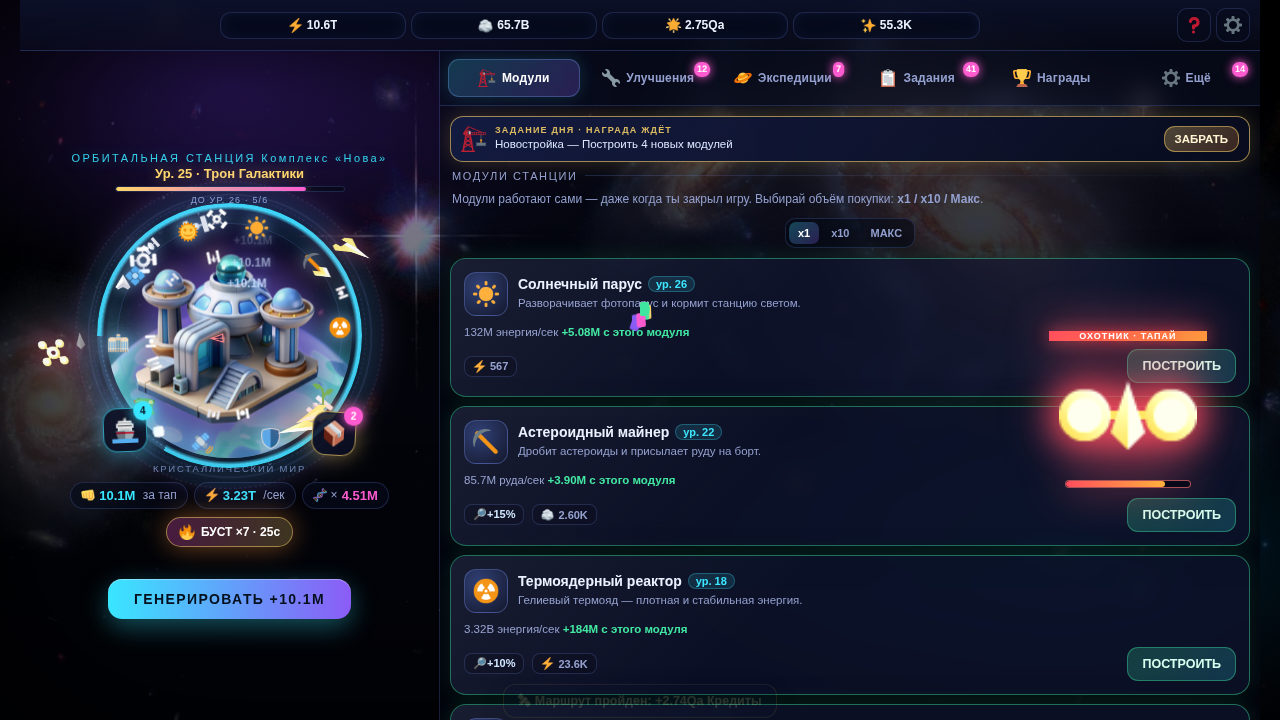 10.6T
65.7B
2.75Qa
55.3K
Модули
Улучшения
12
Экспедиции
7
Задания
41
Награды
Ещё
14
ОРБИТАЛЬНАЯ СТАНЦИЯ Комплекс «Нова»
Ур. 25 · Трон Галактики
ДО УР. 26 · 5/6
+10.1M
+10.1M
+10.1M
4
2
КРИСТАЛЛИЧЕСКИЙ МИР
10.1M за тап
3.23T /сек
× 4.51M
БУСТ ×7 · 25с
ГЕНЕРИРОВАТЬ +10.1M
ЗАДАНИЕ ДНЯ · НАГРАДА ЖДЁТ
Новостройка — Построить 4 новых модулей
ЗАБРАТЬ
МОДУЛИ СТАНЦИИ
Модули работают сами — даже когда ты закрыл игру. Выбирай объём покупки: x1 / x10 / Макс.
x1
x10
МАКС
Солнечный парус ур. 26
Разворачивает фотопарус и кормит станцию светом.
132M энергия/сек +5.08M с этого модуля
567
ОХОТНИК · ТАПАЙ
ПОСТРОИТЬ
Астероидный майнер ур. 22
Дробит астероиды и присылает руду на борт.
85.7M руда/сек +3.90M с этого модуля
+15%
2.60K
ПОСТРОИТЬ
Термоядерный реактор ур. 18
Гелиевый термояд — плотная и стабильная энергия.
3.32B энергия/сек +184M с этого модуля
+10%
23.6K
ПОСТРОИТЬ
Маршрут пройден: +2.74Qa Кредиты